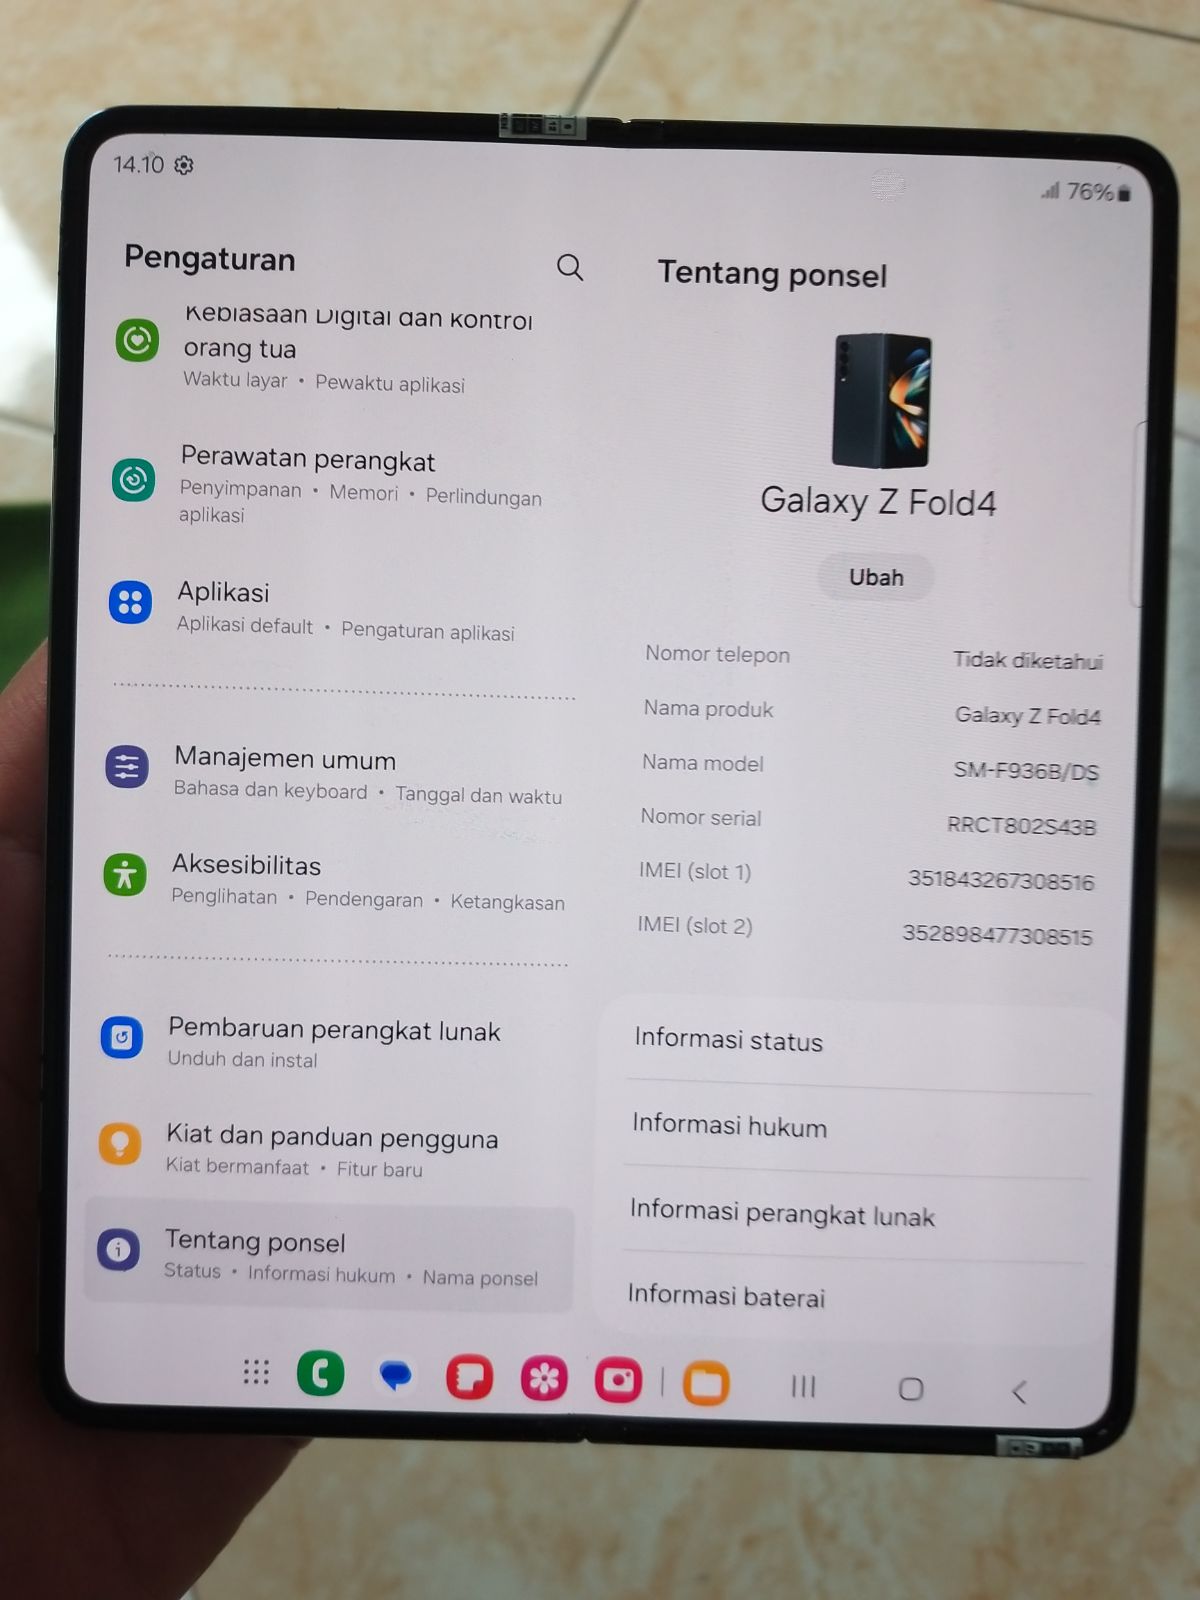 14.10
76%
Pengaturan
Kebiasaan Digital dan kontrol
orang tua
Waktu layar • Pewaktu aplikasi
Perawatan perangkat
Penyimpanan • Memori • Perlindungan
aplikasi
Aplikasi
Aplikasi default • Pengaturan aplikasi
Manajemen umum
Bahasa dan keyboard • Tanggal dan waktu
Aksesibilitas
Penglihatan • Pendengaran • Ketangkasan
Pembaruan perangkat lunak
Unduh dan instal
Kiat dan panduan pengguna
Kiat bermanfaat • Fitur baru
Tentang ponsel
Status • Informasi hukum • Nama ponsel
Tentang ponsel
Galaxy Z Fold4
Ubah
Nomor telepon Tidak diketahui
Nama produk Galaxy Z Fold4
Nama model SM-F936B/DS
Nomor serial RRCT802S43B
IMEI (slot 1) 351843267308516
IMEI (slot 2) 352898477308515
Informasi status
Informasi hukum
Informasi perangkat lunak
Informasi baterai